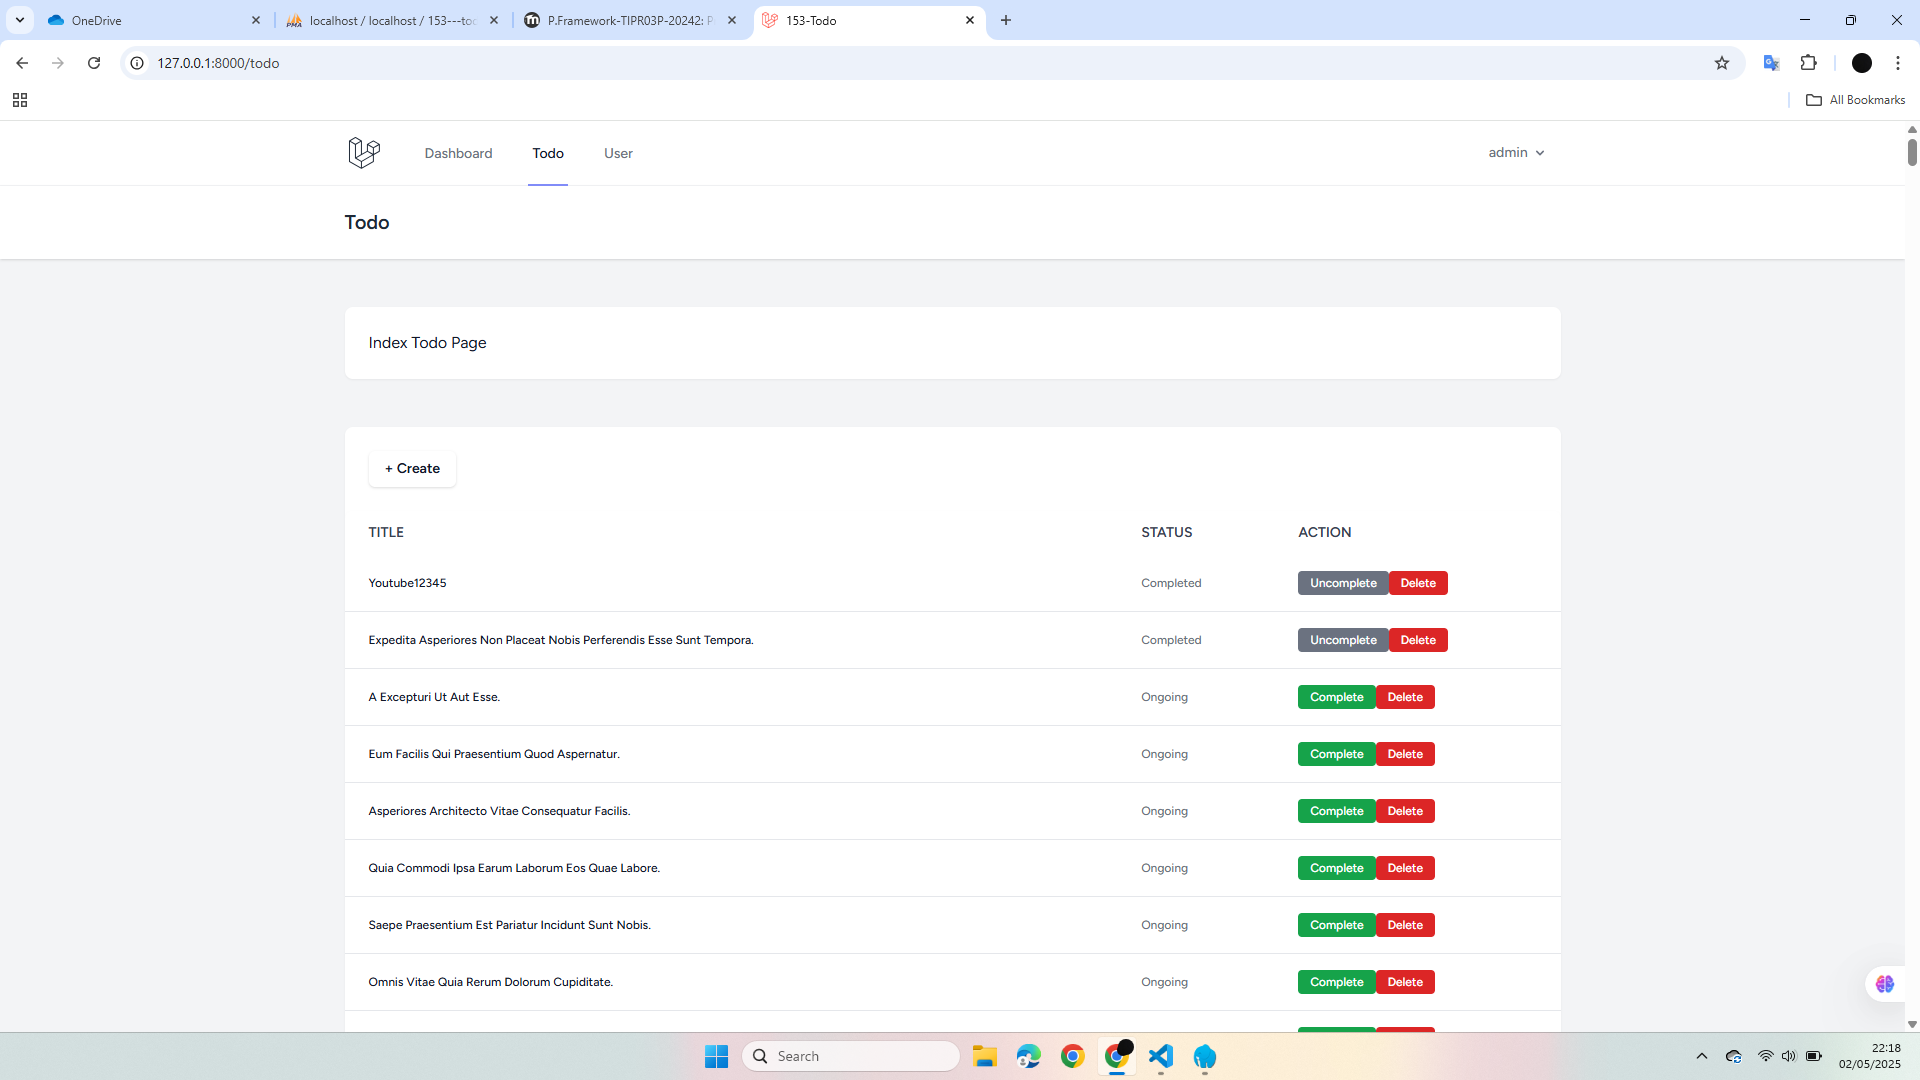 OneDrive
localhost / localhost / 153---to
P.Framework-TIPR03P-20242: P
153-Todo
127.0.0.1:8000/todo
All Bookmarks
Dashboard
Todo
User
admin
Todo
Index Todo Page
+ Create
TITLE STATUS ACTION
Youtube12345 Completed Uncomplete Delete
Expedita Asperiores Non Placeat Nobis Perferendis Esse Sunt Tempora. Completed Uncomplete Delete
A Excepturi Ut Aut Esse. Ongoing Complete Delete
Eum Facilis Qui Praesentium Quod Aspernatur. Ongoing Complete Delete
Asperiores Architecto Vitae Consequatur Facilis. Ongoing Complete Delete
Quia Commodi Ipsa Earum Laborum Eos Quae Labore. Ongoing Complete Delete
Saepe Praesentium Est Pariatur Incidunt Sunt Nobis. Ongoing Complete Delete
Omnis Vitae Quia Rerum Dolorum Cupiditate. Ongoing Complete Delete
Search
22:18
02/05/2025